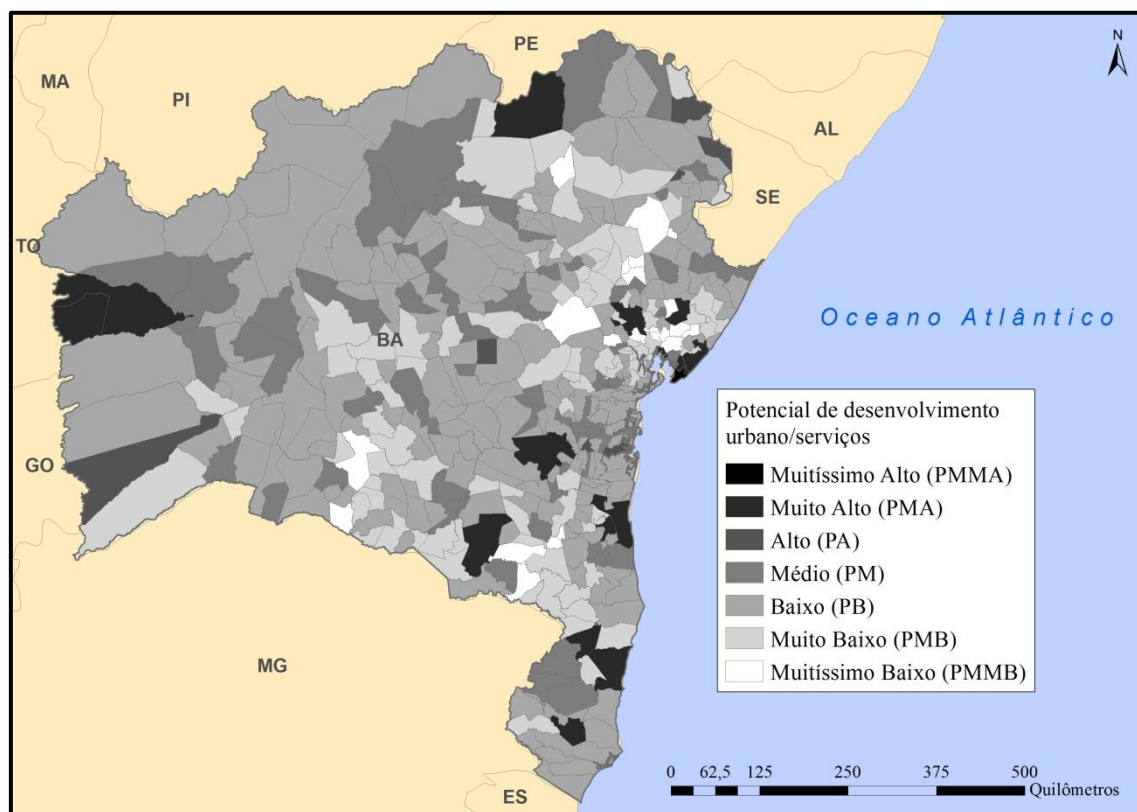 PE
N
MA
PI
AL
SE
TO
BA
Oceano Atlântico
GO
MG
ES
Potencial de desenvolvimento
urbano/serviços
Muitíssimo Alto (PMMA)
Muito Alto (PMA)
Alto (PA)
Médio (PM)
Baixo (PB)
Muito Baixo (PMB)
Muitíssimo Baixo (PMMB)
0 62,5 125 250 375 500
Quilômetros